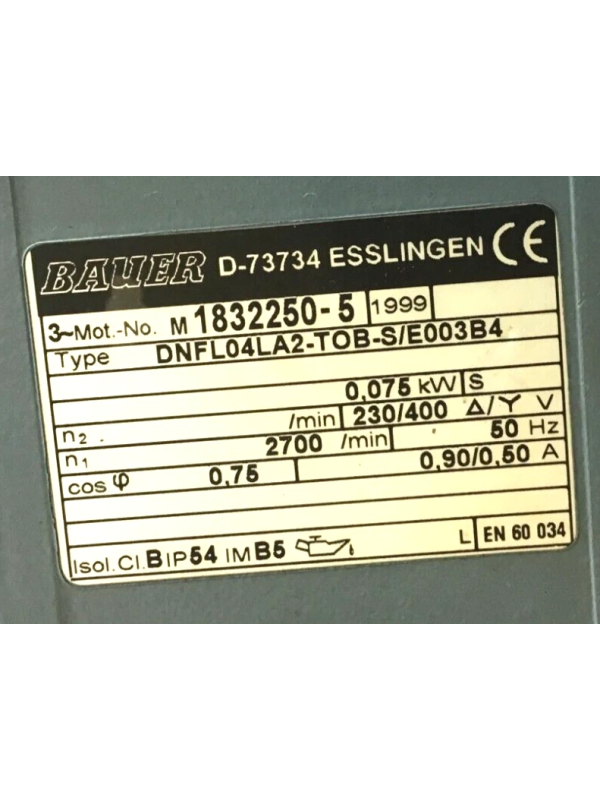 BAUER D-73734 ESSLINGEN CE
3~Mot.-No. M 1832250-5 1999
Type DNFL04LA2-TOB-S/E003B4
0,075 kW S
n₂ /min 230/400 Δ/Y V
n₁ 2700 /min 50 Hz
cos φ 0,75 0,90/0,50 A
Isol.Cl. B IP54 IM B5 L EN 60 034